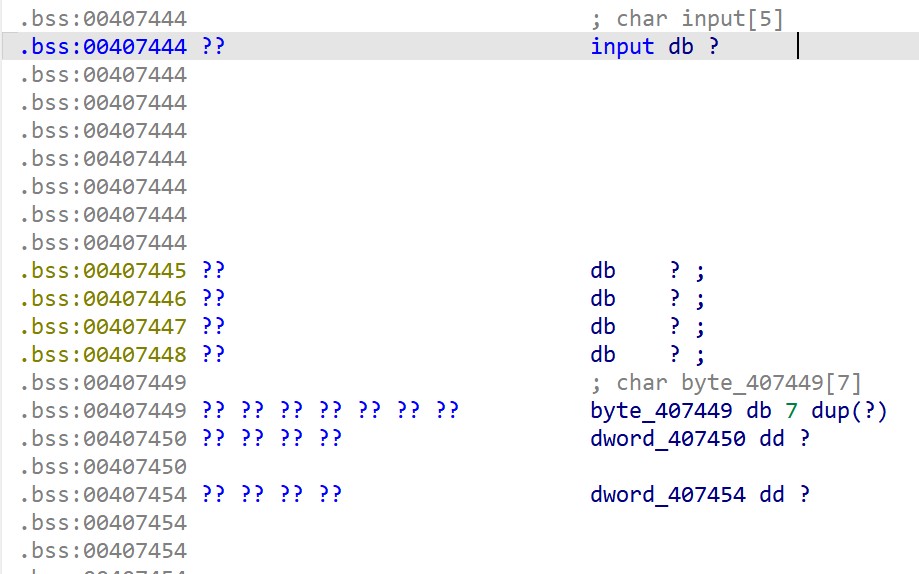 .bss:00407444 ; char input[5]
.bss:00407444 ?? input db ?
.bss:00407444
.bss:00407444
.bss:00407444
.bss:00407444
.bss:00407444
.bss:00407444
.bss:00407444
.bss:00407445 ?? db ? ;
.bss:00407446 ?? db ? ;
.bss:00407447 ?? db ? ;
.bss:00407448 ?? db ? ;
.bss:00407449 ; char byte_407449[7]
.bss:00407449 ?? ?? ?? ?? ?? ?? ?? byte_407449 db 7 dup(?)
.bss:00407450 ?? ?? ?? ?? dword_407450 dd ?
.bss:00407450
.bss:00407454 ?? ?? ?? ?? dword_407454 dd ?
.bss:00407454
.bss:00407454